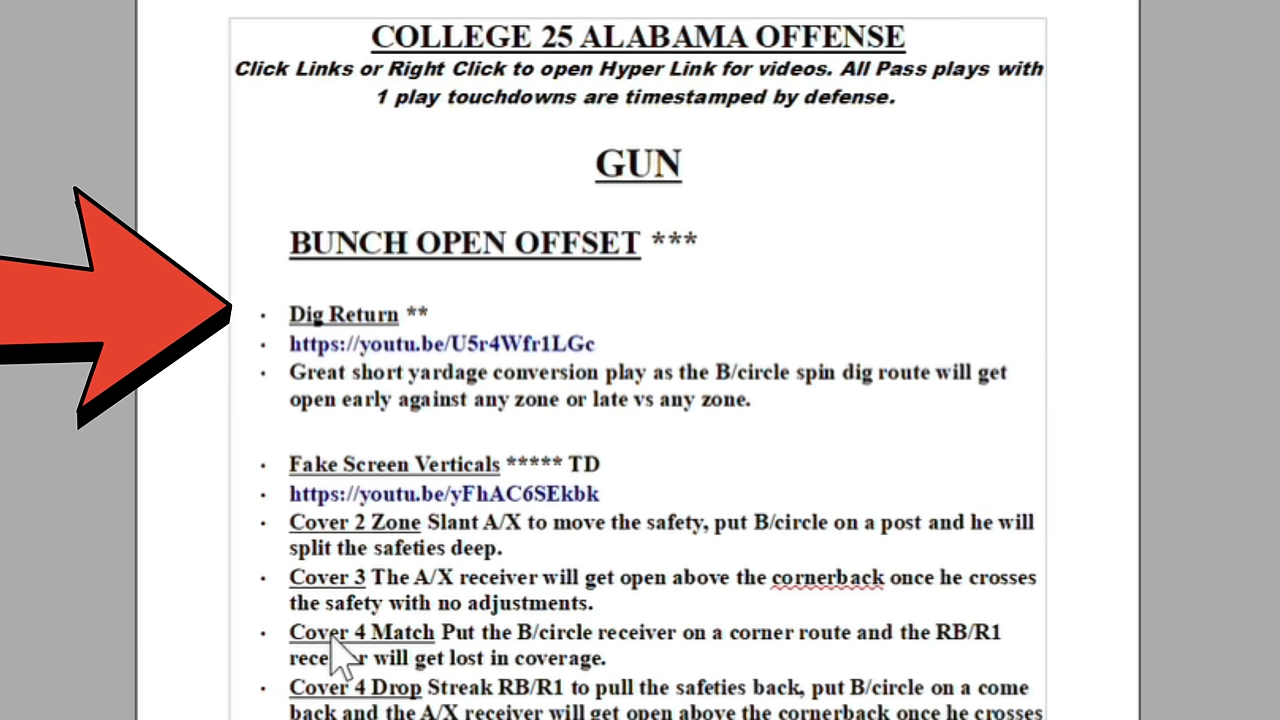 COLLEGE 25 ALABAMA OFFENSE
Click Links or Right Click to open Hyper Link for videos. All Pass plays with
1 play touchdowns are timestamped by defense.
GUN
BUNCH OPEN OFFSET ***
• Dig Return **
• https://youtu.be/U5r4Wfr1LGc
• Great short yardage conversion play as the B/circle spin dig route will get
open early against any zone or late vs any zone.
• Fake Screen Verticals ***** TD
• https://youtu.be/yFhAC6SEkbk
• Cover 2 Zone Slant A/X to move the safety, put B/circle on a post and he will
split the safeties deep.
• Cover 3 The A/X receiver will get open above the cornerback once he crosses
the safety with no adjustments.
• Cover 4 Match Put the B/circle receiver on a corner route and the RB/R1
receiver will get lost in coverage.
• Cover 4 Drop Streak RB/R1 to pull the safeties back, put B/circle on a come
back and the A/X receiver will get open above the cornerback once he crosses